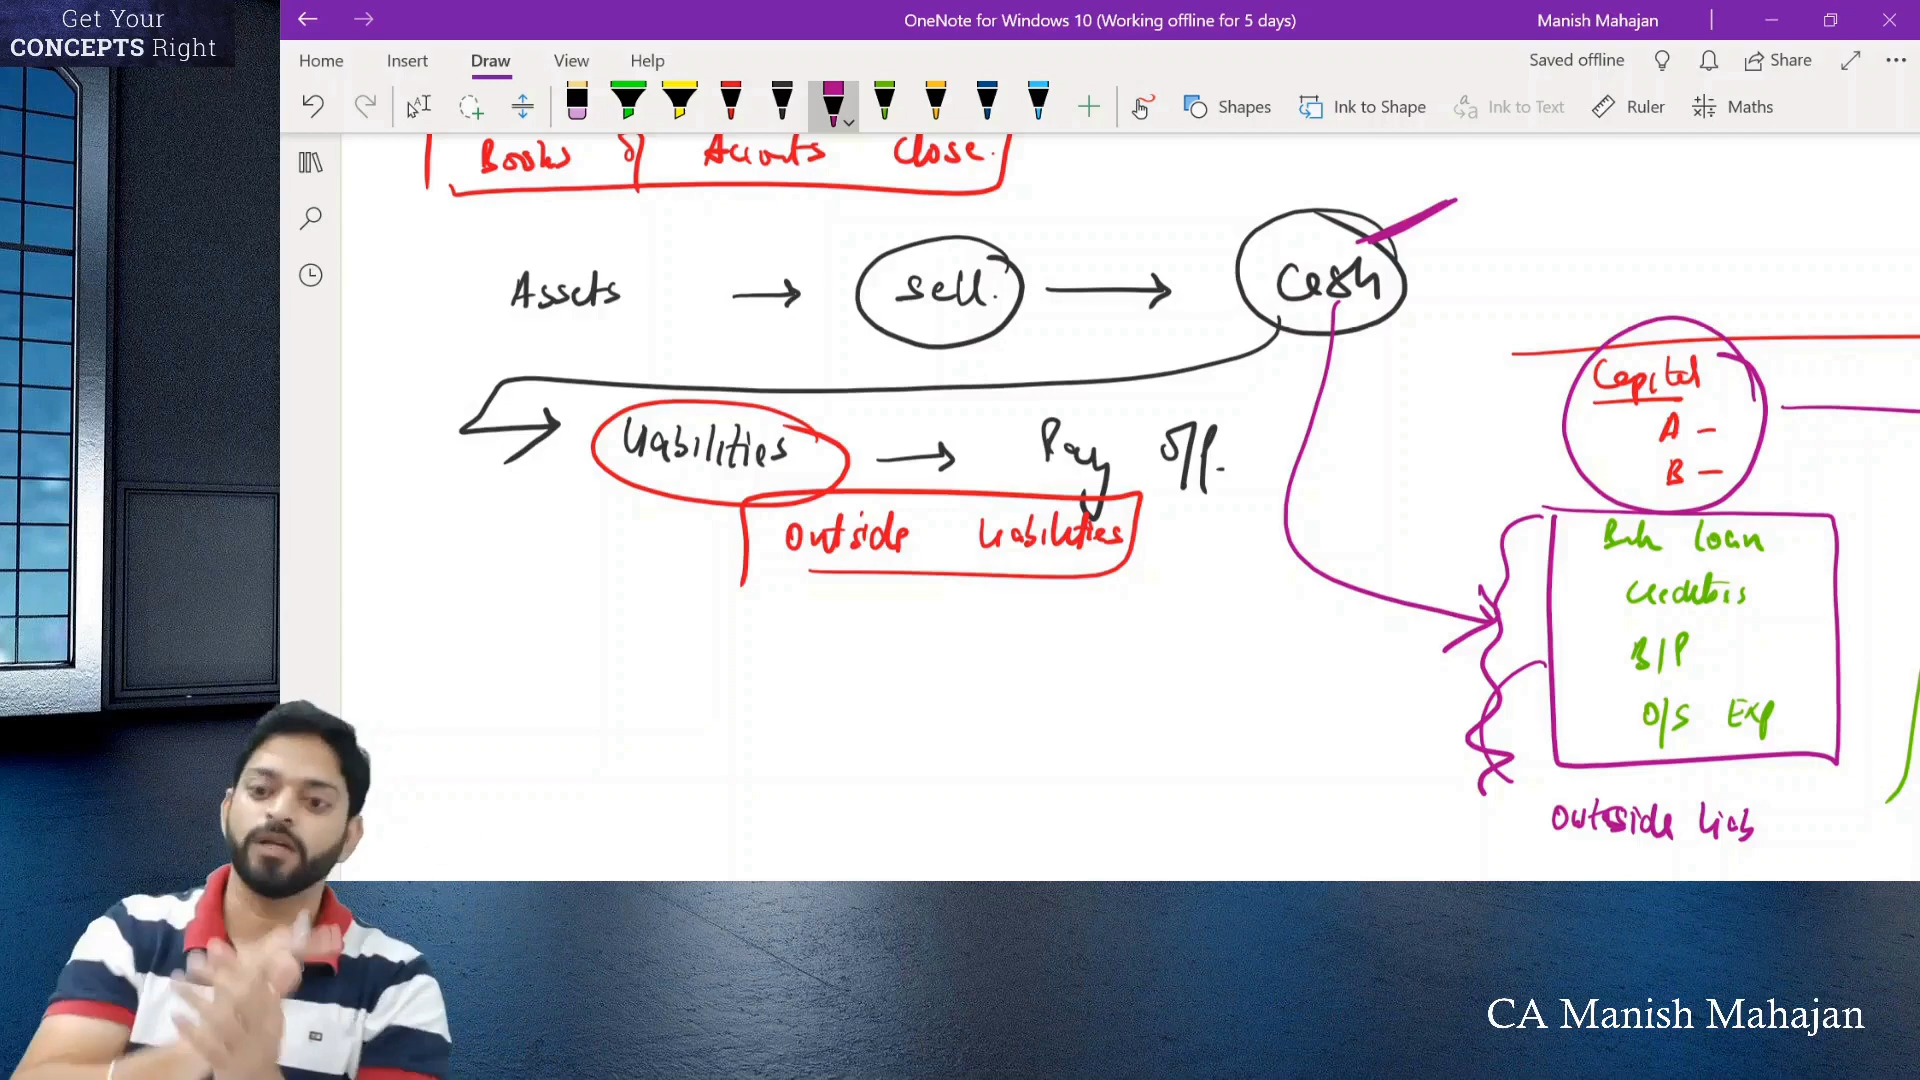 Get Your
CONCEPTS Right
OneNote for Windows 10 (Working offline for 5 days)
Manish Mahajan
Home
Insert
Draw
View
Help
Saved offline
Share
Shapes
Ink to Shape
Ink to Text
Ruler
Maths
Books of Accounts Close.
Assets → Sell. → Cash
Liabilities → Pay Off.
Outside Liabilities
Capital
A -
B -
Bank loan
Creditors
B/P
O/S Exp
Outside Liab
CA Manish Mahajan